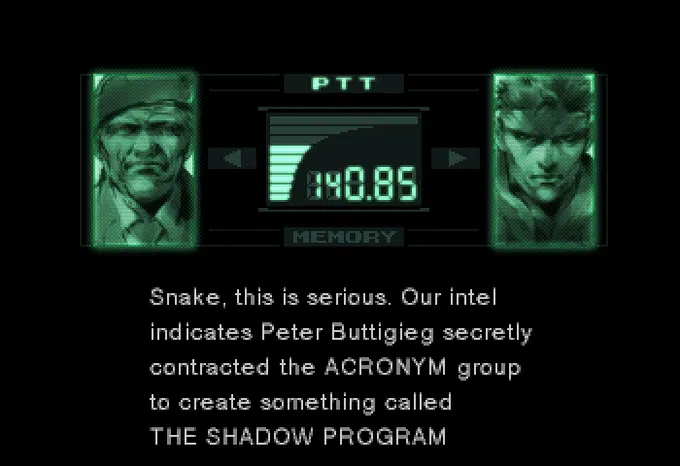 PTT
140.85
MEMORY
Snake, this is serious. Our intel
indicates Peter Buttigieg secretly
contracted the ACRONYM group
to create something called
THE SHADOW PROGRAM